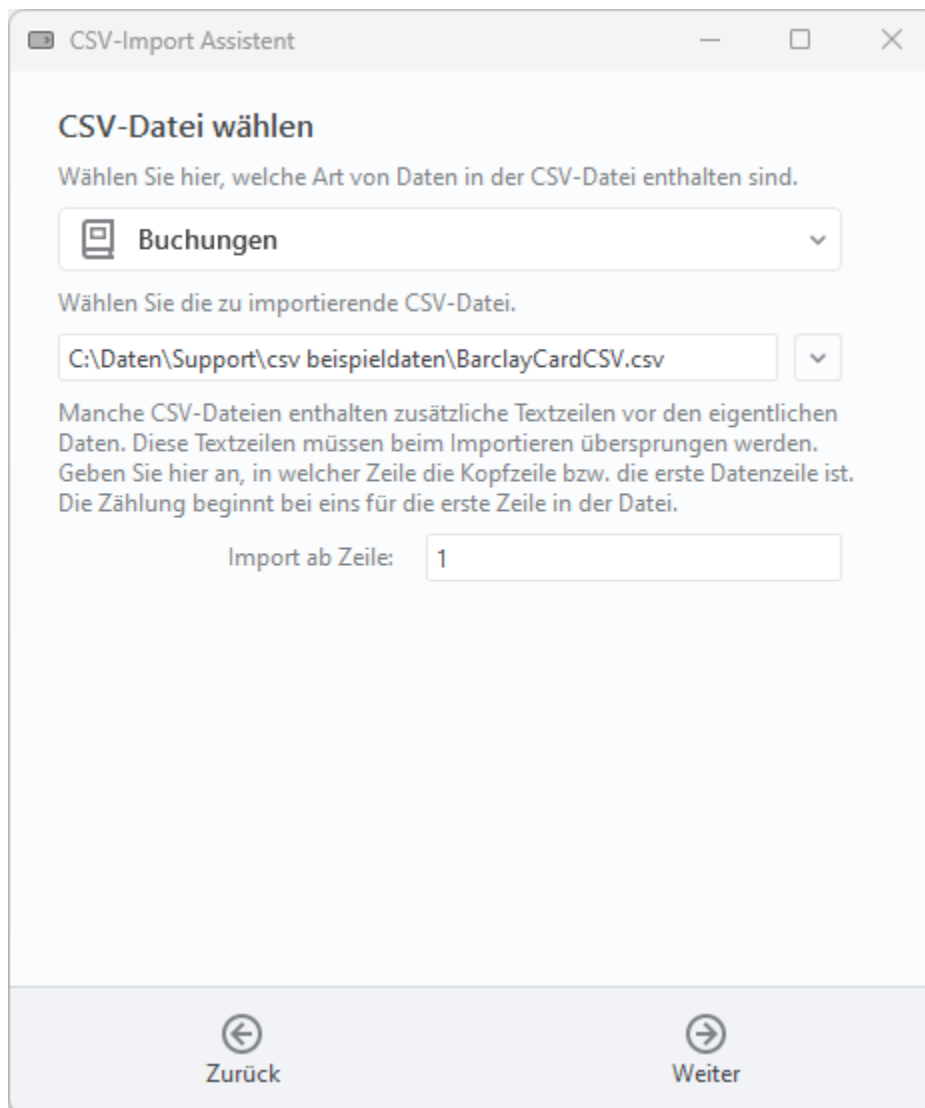 CSV-Import Assistent
CSV-Datei wählen
Wählen Sie hier, welche Art von Daten in der CSV-Datei enthalten sind.
Buchungen
Wählen Sie die zu importierende CSV-Datei.
C:\Daten\Support\csv beispieldaten\BarclayCardCSV.csv
Manche CSV-Dateien enthalten zusätzliche Textzeilen vor den eigentlichen
Daten. Diese Textzeilen müssen beim Importieren übersprungen werden.
Geben Sie hier an, in welcher Zeile die Kopfzeile bzw. die erste Datenzeile ist.
Die Zählung beginnt bei eins für die erste Zeile in der Datei.
Import ab Zeile: 1
Zurück Weiter